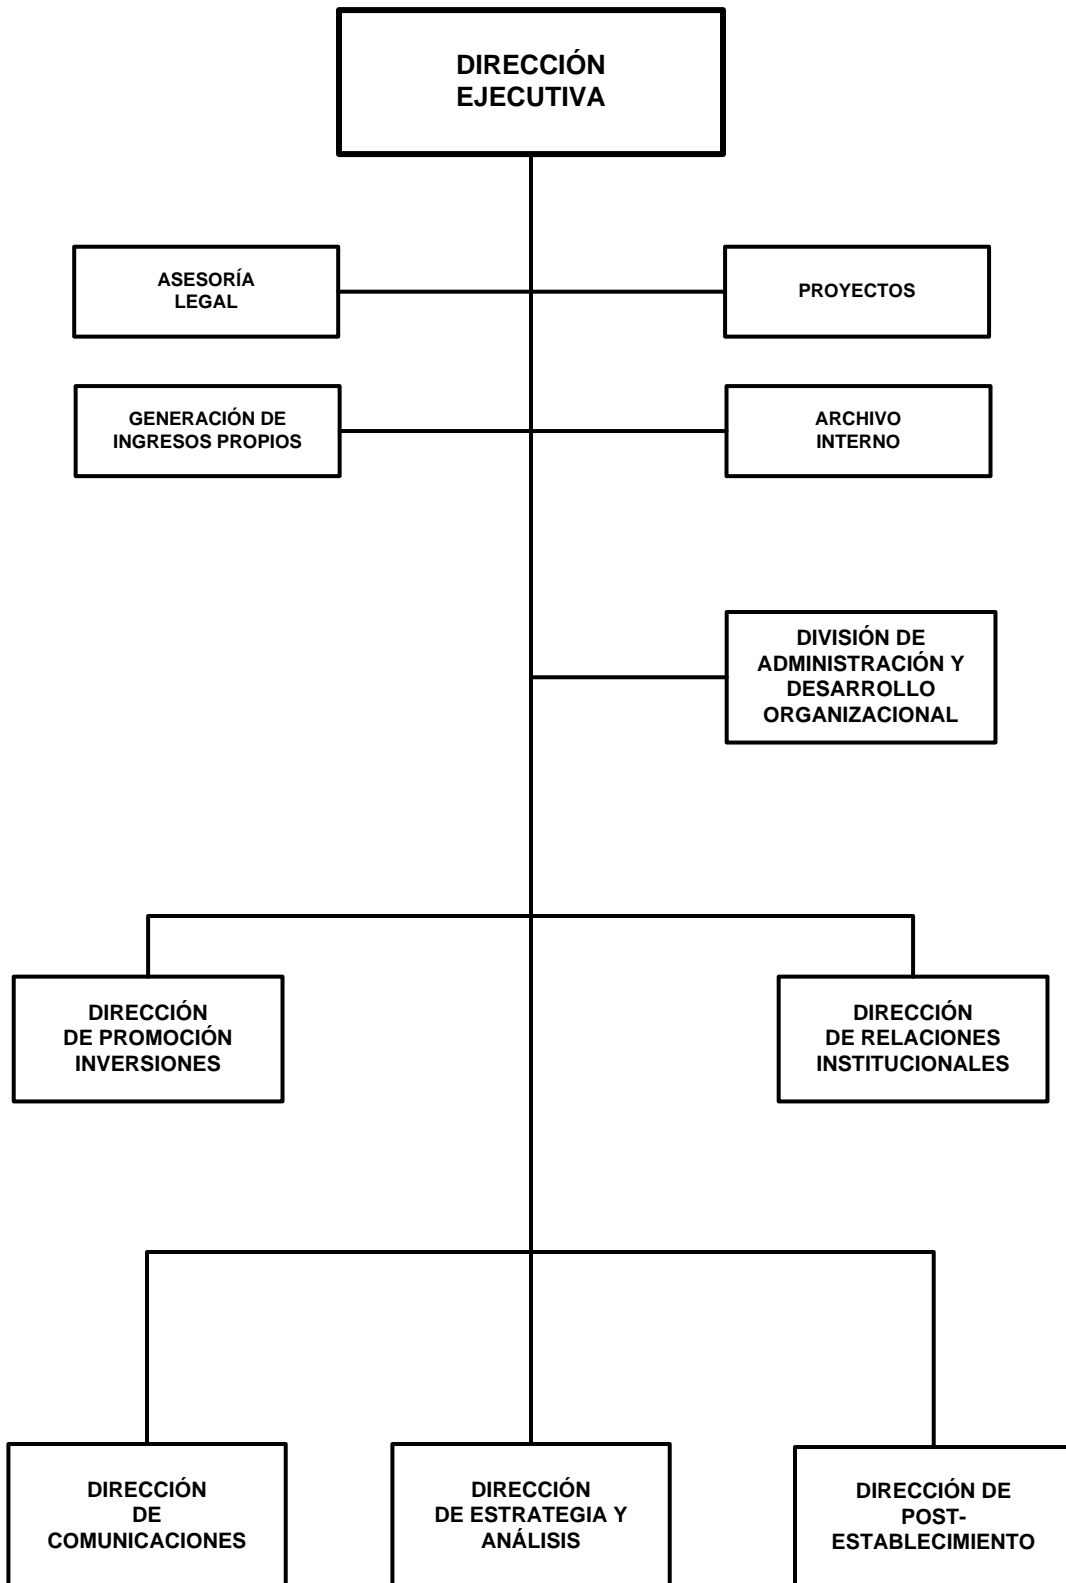 DIRECCIÓN
EJECUTIVA
ASESORÍA
LEGAL
PROYECTOS
GENERACIÓN DE
INGRESOS PROPIOS
ARCHIVO
INTERNO
DIVISIÓN DE
ADMINISTRACIÓN Y
DESARROLLO
ORGANIZACIONAL
DIRECCIÓN
DE PROMOCIÓN
INVERSIONES
DIRECCIÓN
DE RELACIONES
INSTITUCIONALES
DIRECCIÓN
DE
COMUNICACIONES
DIRECCIÓN
DE ESTRATEGIA Y
ANÁLISIS
DIRECCIÓN DE
POST-
ESTABLECIMIENTO